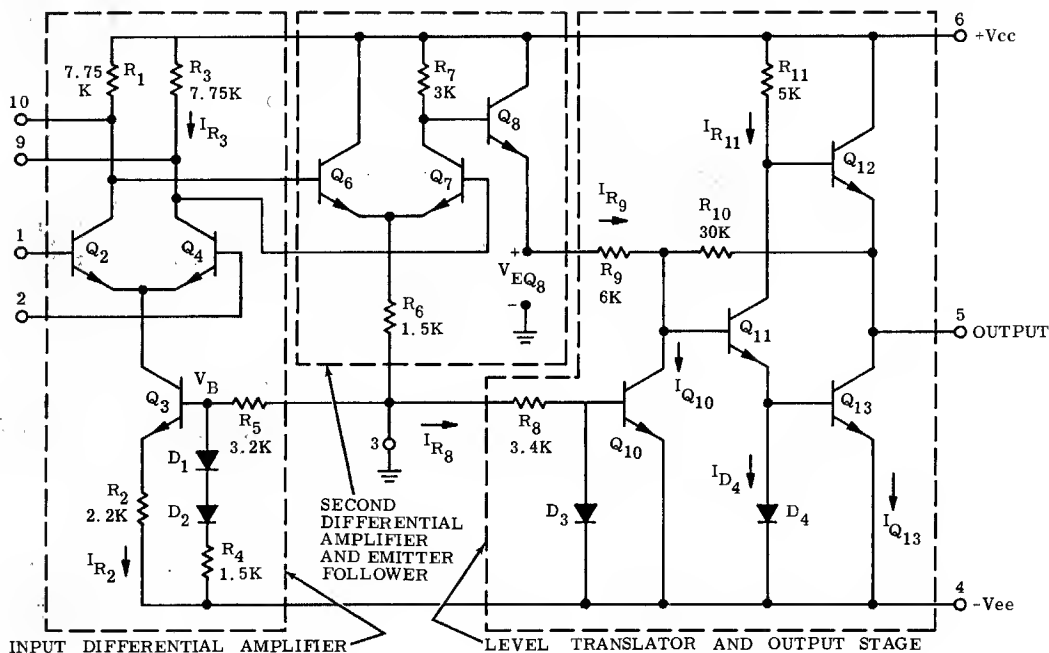 6
+Vcc
10
7.75 K
R1
R3
7.75K
IR3
9
R7
3K
Q8
R11
5K
IR11
Q12
Q6
Q7
IR9
R10
30K
1
Q2
Q4
+
VEQ8
-
R9
6K
2
R6
1.5K
Q11
5
OUTPUT
IQ10
Q3
VB
R5
3.2K
3
IR8
R8
3.4K
Q10
Q13
D1
R2
2.2K
D2
IR2
R4
1.5K
SECOND
DIFFERENTIAL
AMPLIFIER
AND EMITTER
FOLLOWER
D3
ID4
D4
IQ13
4
-Vee
INPUT DIFFERENTIAL AMPLIFIER
LEVEL TRANSLATOR AND OUTPUT STAGE